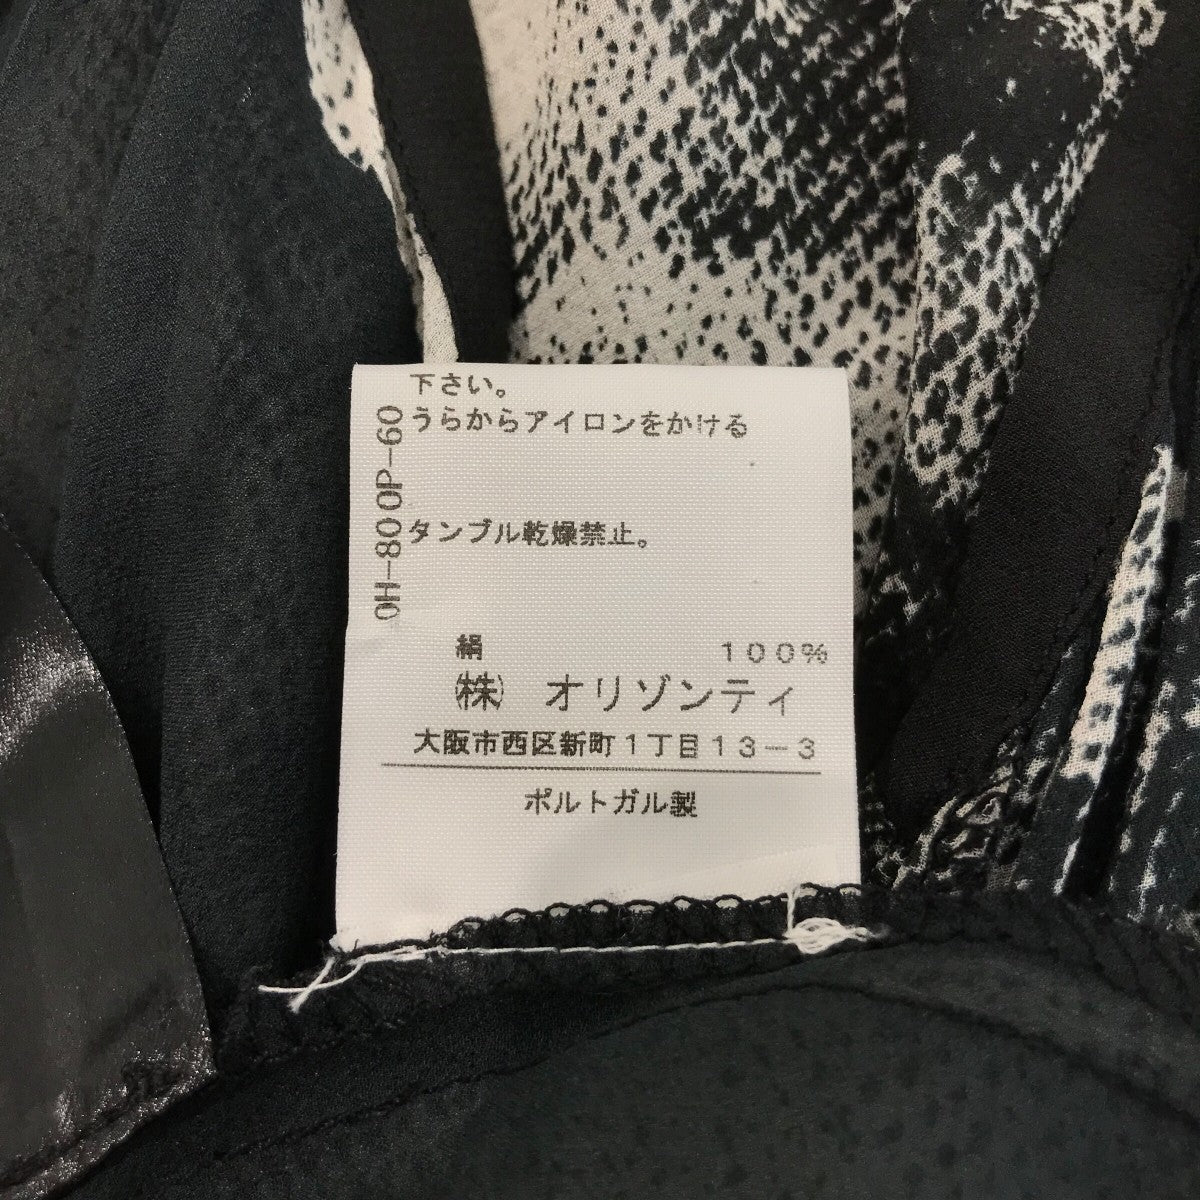 下さい。
うらからアイロンをかける
タンブル乾燥禁止。
0H-80OP-60
絹 100%
㈱ オリゾンティ
大阪市西区新町1丁目13-3
ポルトガル製